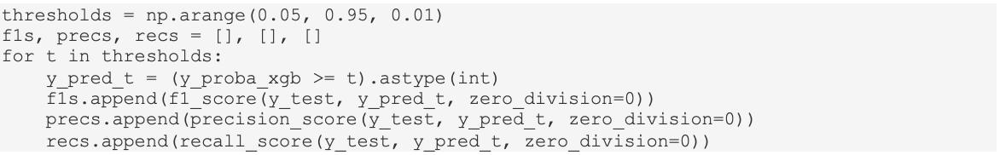 thresholds = np.arange(0.05, 0.95, 0.01)
f1s, precs, recs = [], [], []
for t in thresholds:
    y_pred_t = (y_proba_xgb >= t).astype(int)
    f1s.append(f1_score(y_test, y_pred_t, zero_division=0))
    precs.append(precision_score(y_test, y_pred_t, zero_division=0))
    recs.append(recall_score(y_test, y_pred_t, zero_division=0))